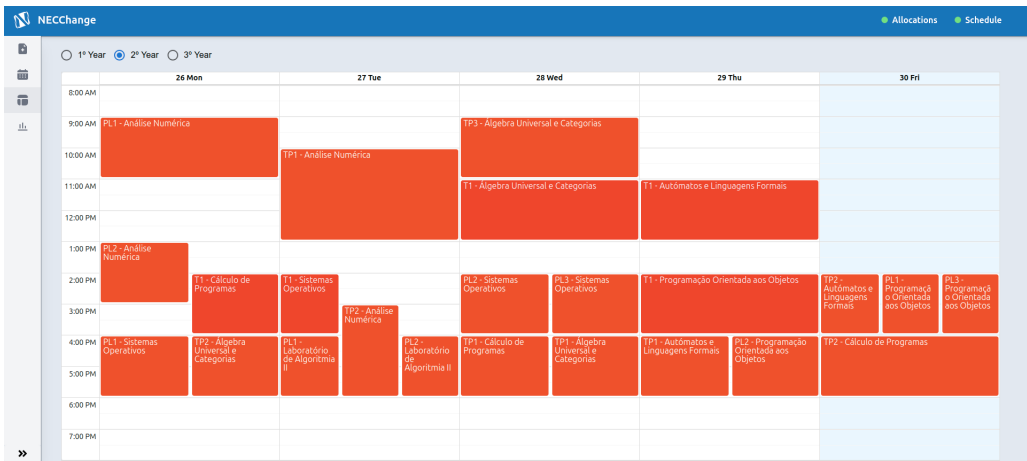 NECChange
Allocations
Schedule
1º Year
2º Year
3º Year
26 Mon
27 Tue
28 Wed
29 Thu
30 Fri
8:00 AM
9:00 AM
PL1 - Análise Numérica
TP3 - Álgebra Universal e Categorias
10:00 AM
TP1 - Análise Numérica
11:00 AM
T1 - Álgebra Universal e Categorias
T1 - Autómatos e Linguagens Formais
12:00 PM
1:00 PM
PL2 - Análise
Numérica
2:00 PM
T1 - Cálculo de
Programas
T1 - Sistemas
Operativos
PL2 - Sistemas
Operativos
PL3 - Sistemas
Operativos
T1 - Programação Orientada aos Objetos
TP2 -
Autómatos e
Linguagens
Formais
PL1 -
Programaçã
o Orientada
aos Objetos
PL3 -
Programaçã
o Orientada
aos Objetos
3:00 PM
TP2 - Análise
Numérica
4:00 PM
PL1 - Sistemas
Operativos
TP2 - Álgebra
Universal e
Categorias
PL1 -
Laboratório
de Algoritmia
II
PL2 -
Laboratório
de
Algoritmia II
TP1 - Cálculo de
Programas
TP1 - Álgebra
Universal e
Categorias
TP1 - Autómatos e
Linguagens Formais
PL2 - Programação
Orientada aos
Objetos
TP2 - Cálculo de Programas
5:00 PM
6:00 PM
7:00 PM